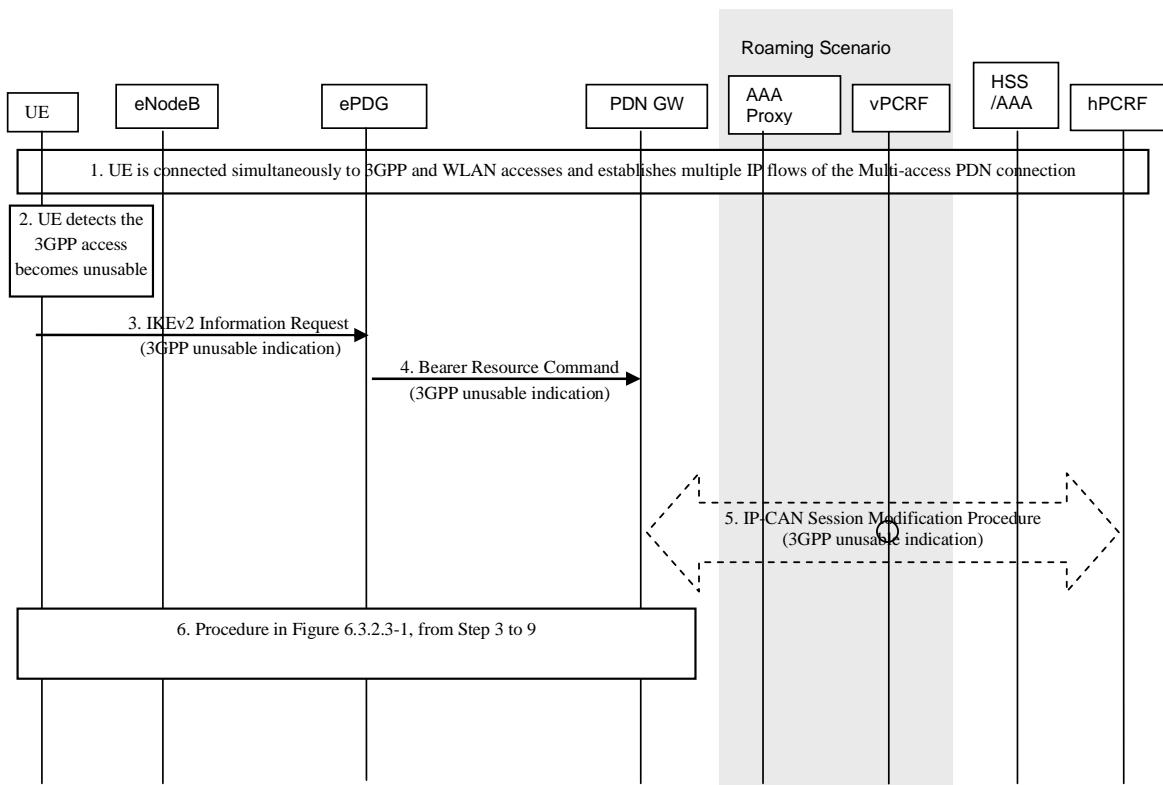 Roaming Scenario
UE
eNodeB
ePDG
PDN GW
AAA
Proxy
vPCRF
HSS
/AAA
hPCRF
1. UE is connected simultaneously to 3GPP and WLAN accesses and establishes multiple IP flows of the Multi-access PDN connection
2. UE detects the
3GPP access
becomes unusable
3. IKEv2 Information Request
(3GPP unusable indication)
4. Bearer Resource Command
(3GPP unusable indication)
5. IP-CAN Session Modification Procedure
(3GPP unusable indication)
6. Procedure in Figure 6.3.2.3-1, from Step 3 to 9